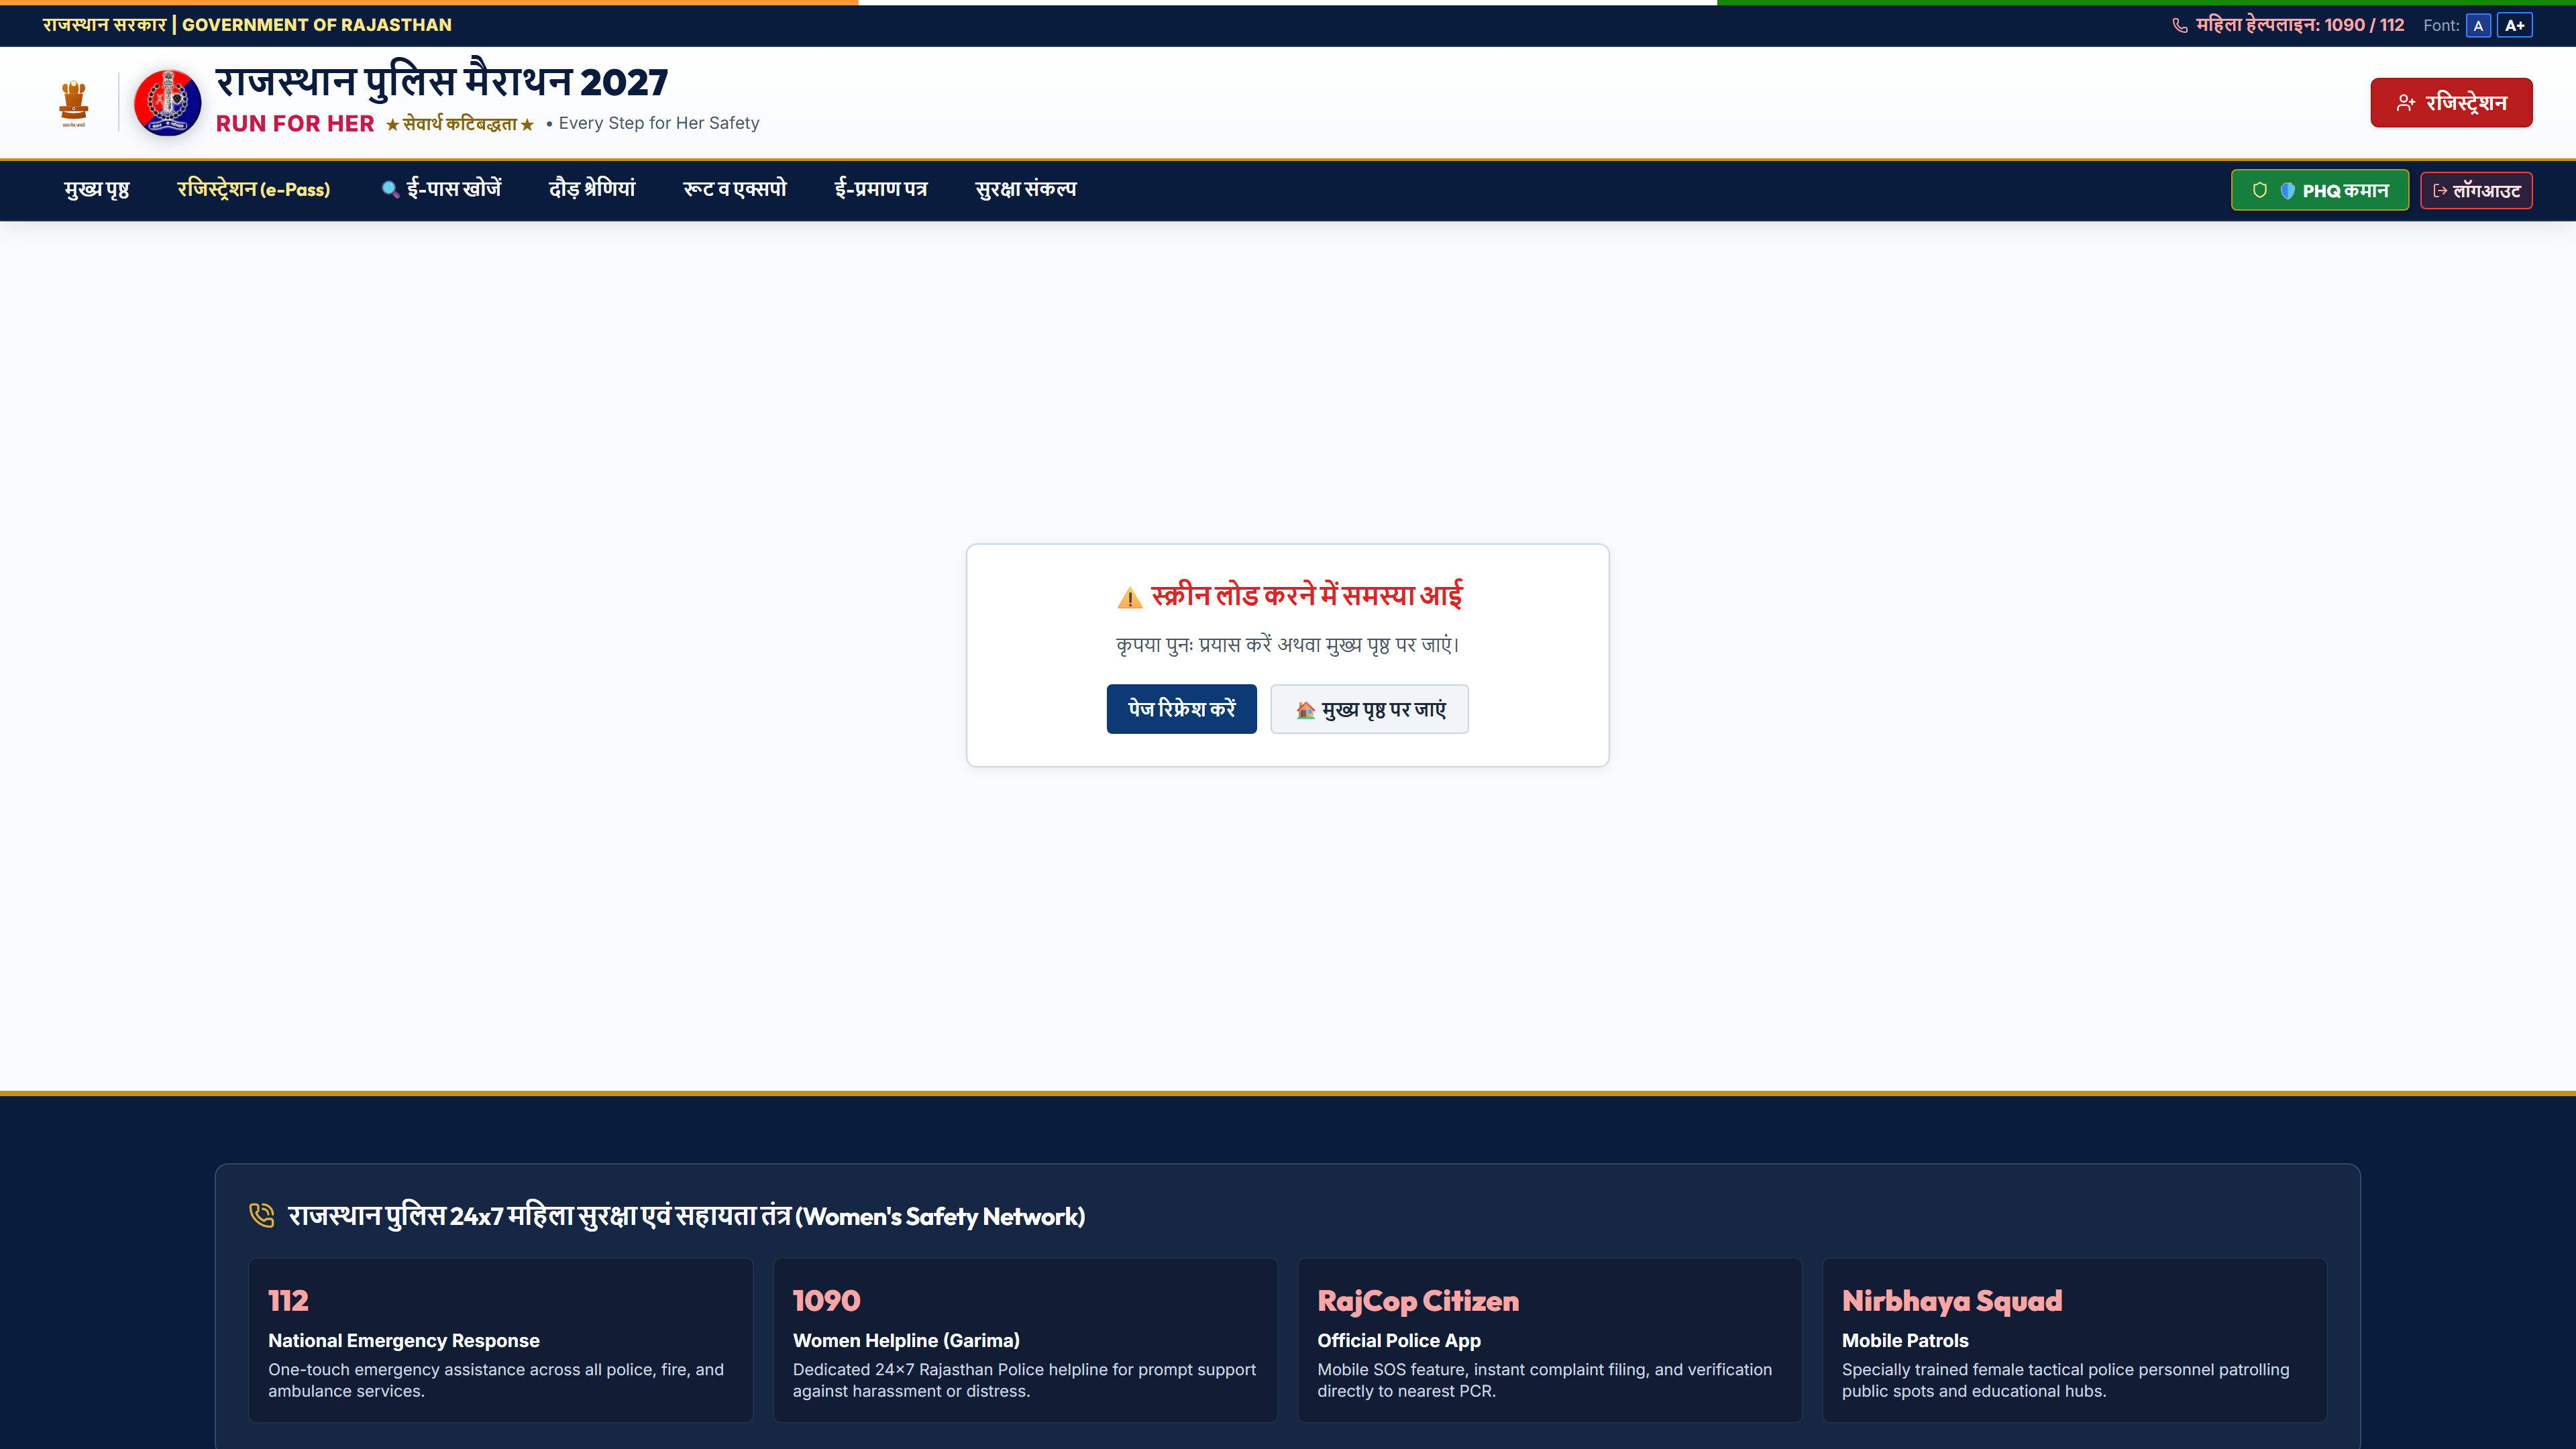 राजस्थान सरकार | GOVERNMENT OF RAJASTHAN
महिला हेल्पलाइन: 1090 / 112
Font: A A+
राजस्थान पुलिस मैराथन 2027
RUN FOR HER ★ सेवार्थ कटिबद्धता ★ • Every Step for Her Safety
रजिस्ट्रेशन
मुख्य पृष्ठ
रजिस्ट्रेशन (e-Pass)
🔍 ई-पास खोजें
दौड़ श्रेणियां
रूट व एक्सपो
ई-प्रमाण पत्र
सुरक्षा संकल्प
🛡️ PHQ कमान
लॉगआउट
⚠️ स्क्रीन लोड करने में समस्या आई
कृपया पुनः प्रयास करें अथवा मुख्य पृष्ठ पर जाएं।
पेज रिफ्रेश करें
🏠 मुख्य पृष्ठ पर जाएं
राजस्थान पुलिस 24x7 महिला सुरक्षा एवं सहायता तंत्र (Women's Safety Network)
112
National Emergency Response
One-touch emergency assistance across all police, fire, and
ambulance services.
1090
Women Helpline (Garima)
Dedicated 24×7 Rajasthan Police helpline for prompt support
against harassment or distress.
RajCop Citizen
Official Police App
Mobile SOS feature, instant complaint filing, and verification
directly to nearest PCR.
Nirbhaya Squad
Mobile Patrols
Specially trained female tactical police personnel patrolling
public spots and educational hubs.